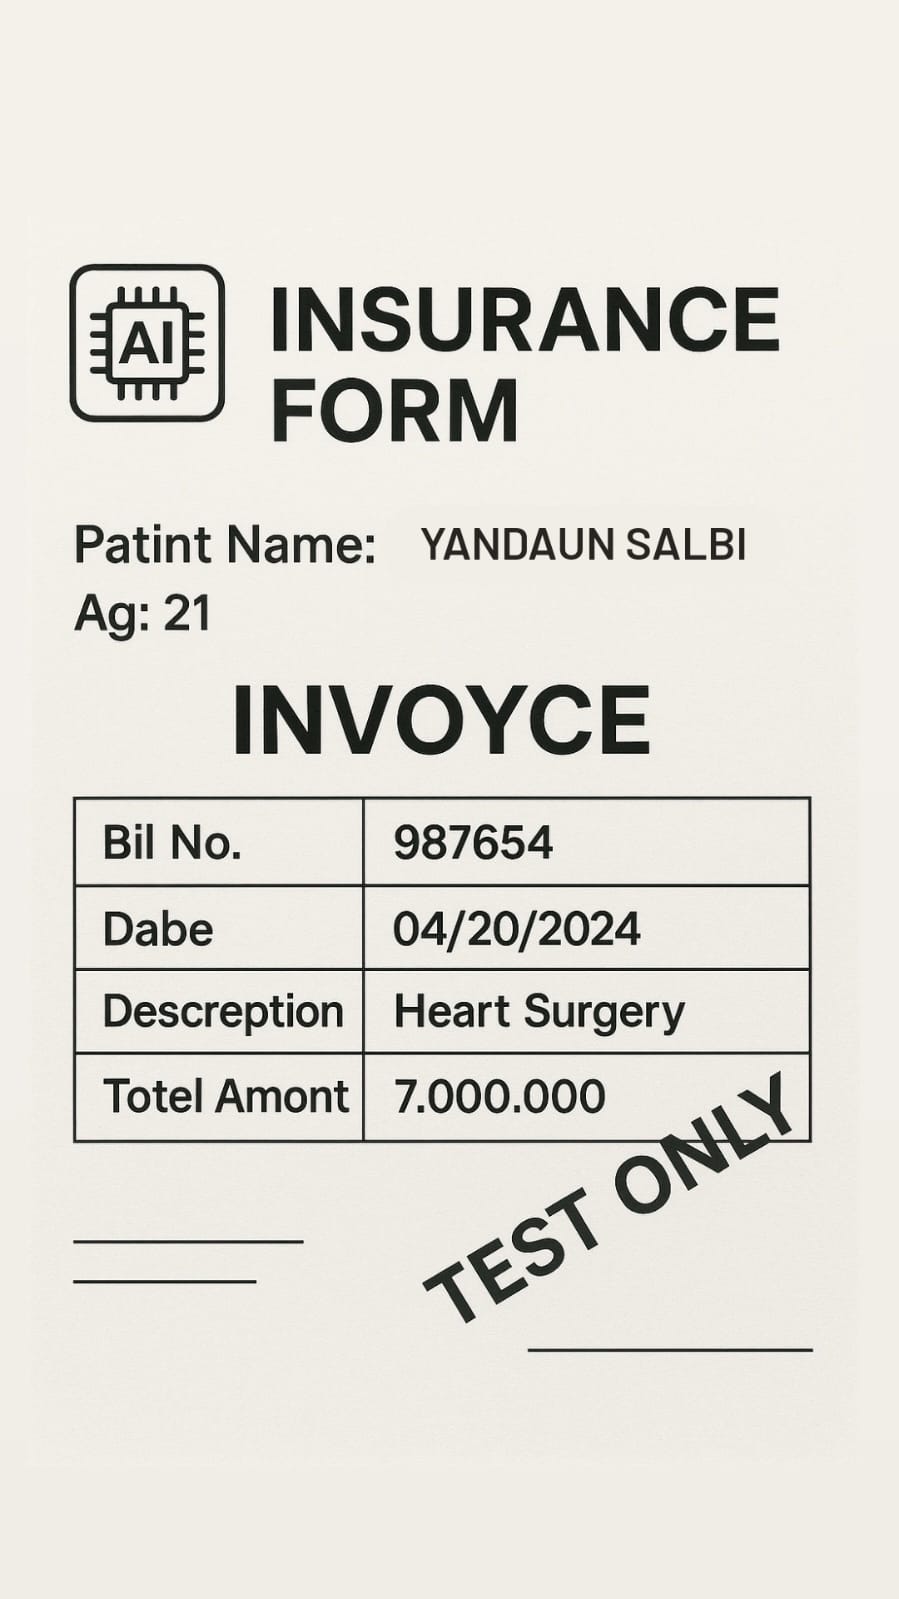 AI
INSURANCE
FORM
Patint Name: YANDAUN SALBI
Ag: 21
INVOYCE
Bil No. 987654
Dabe 04/20/2024
Descreption Heart Surgery
Totel Amont 7.000.000
TEST ONLY